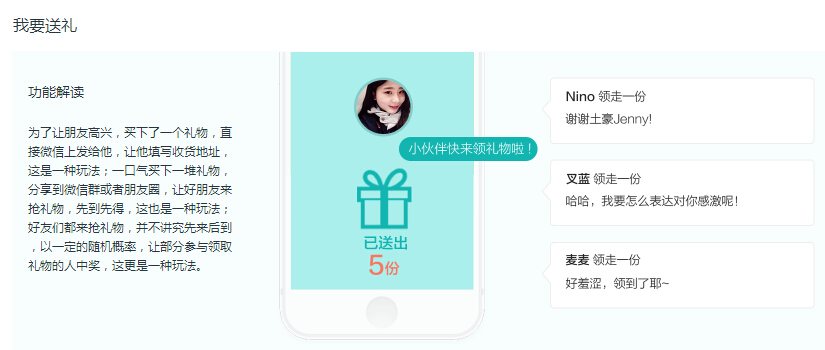 我要送礼
功能解读
为了让朋友高兴，买下了一个礼物，直
接微信上发给他，让他填写收货地址，
这是一种玩法；一口气买下一堆礼物，
分享到微信群或者朋友圆，让好朋友来
抢礼物，先到先得，这也是一种玩法；
好友们都来抢礼物，并不讲究先来后到
，以一定的随机概率，让部分参与领取
礼物的人中奖，这更是一种玩法。
小伙伴快来领礼物啦！
已送出
5份
Nino 领走一份
谢谢土豪Jenny!
叉蓝 领走一份
哈哈，我要怎么表达对你感激呢！
麦麦 领走一份
好羞涩，领到了耶~